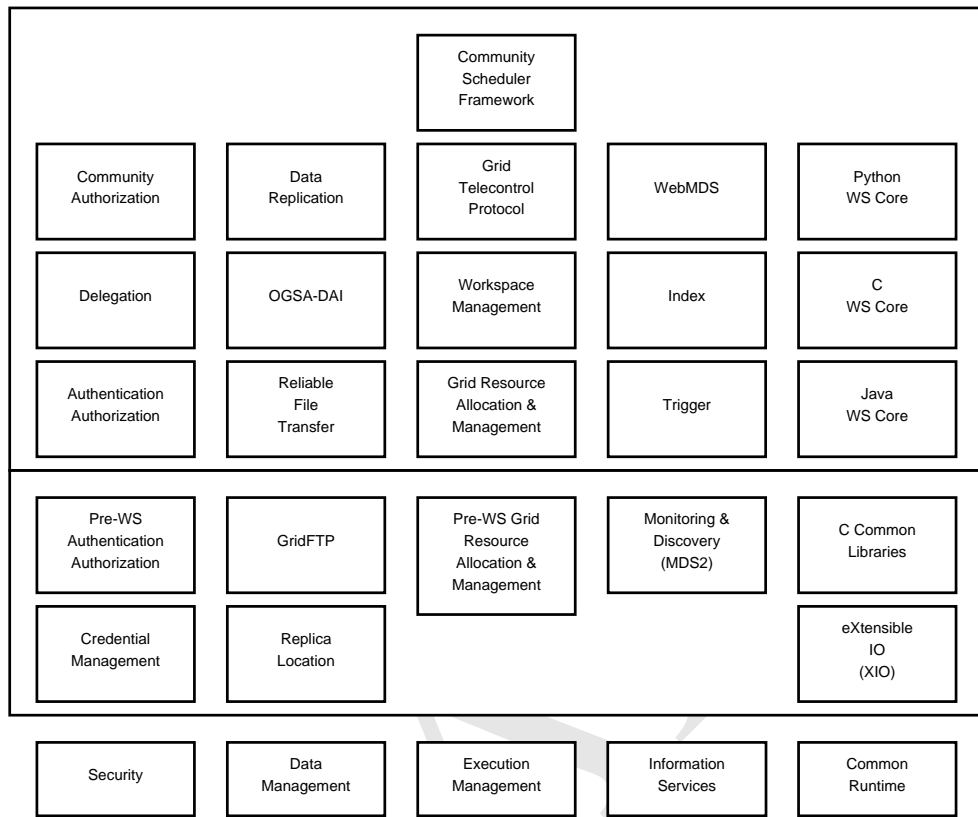 Community
Scheduler
Framework
Community
Authorization
Data
Replication
Grid
Telecontrol
Protocol
WebMDS
Python
WS Core
Delegation
OGSA-DAI
Workspace
Management
Index
C
WS Core
Authentication
Authorization
Reliable
File
Transfer
Grid Resource
Allocation &
Management
Trigger
Java
WS Core
Pre-WS
Authentication
Authorization
GridFTP
Pre-WS Grid
Resource
Allocation &
Management
Monitoring &
Discovery
(MDS2)
C Common
Libraries
Credential
Management
Replica
Location
eXtensible
IO
(XIO)
Security
Data
Management
Execution
Management
Information
Services
Common
Runtime